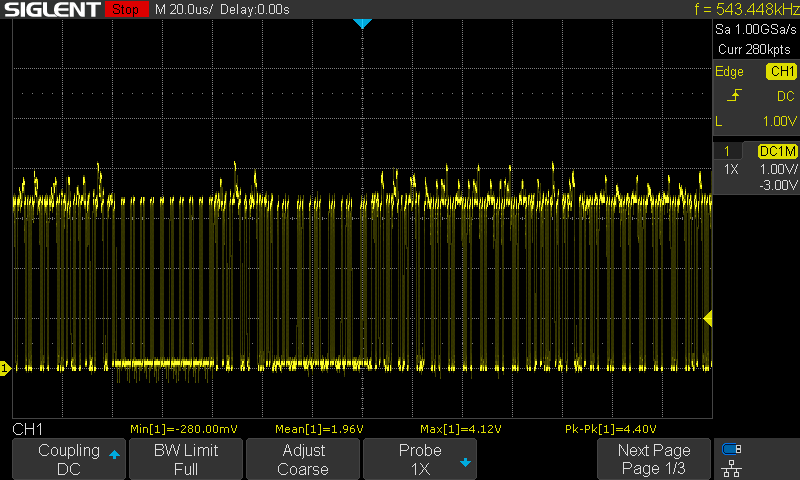 SIGLENT Stop M 20.0us/ Delay:0.00s f = 543.448kHz
Sa 1.00GSa/s
Curr 280kpts
Edge CH1
DC
L 1.00V
1 DC1M
1X 1.00V/
-3.00V
1
CH1 Min[1]=-280.00mV Mean[1]=1.96V Max[1]=4.12V Pk-Pk[1]=4.40V
Coupling BW Limit Adjust Probe Next Page
DC Full Coarse 1X Page 1/3